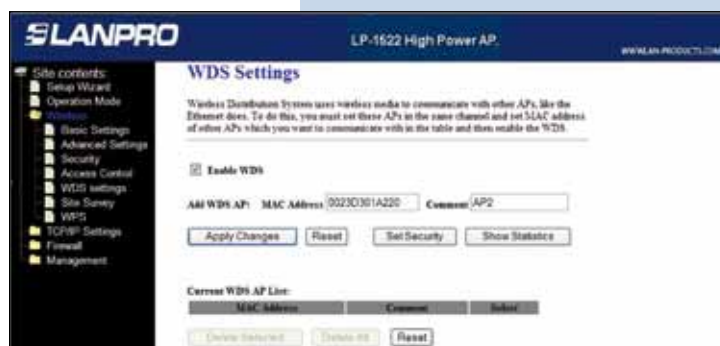 LANPRO
LP-1522 High Power AP.
WWW.LAN-PRODUCTS.COM
Site contents:
Setup Wizard
Operation Mode
Wireless
Basic Settings
Advanced Settings
Security
Access Control
WDS settings
Site Survey
WPS
TCP/IP Settings
Firewall
Management
WDS Settings
Wireless Distribution System uses wireless media to communicate with other APs, like the
Ethernet does. To do this, you must set these APs in the same channel and set MAC address
of other APs which you want to communicate with in the table and then enable the WDS.
Enable WDS
Add WDS AP: MAC Address 0023D301A220 Comment AP2
Apply Changes Reset Set Security Show Statistics
Current WDS AP List:
MAC Address Comment Select
Delete Selected Delete All Reset